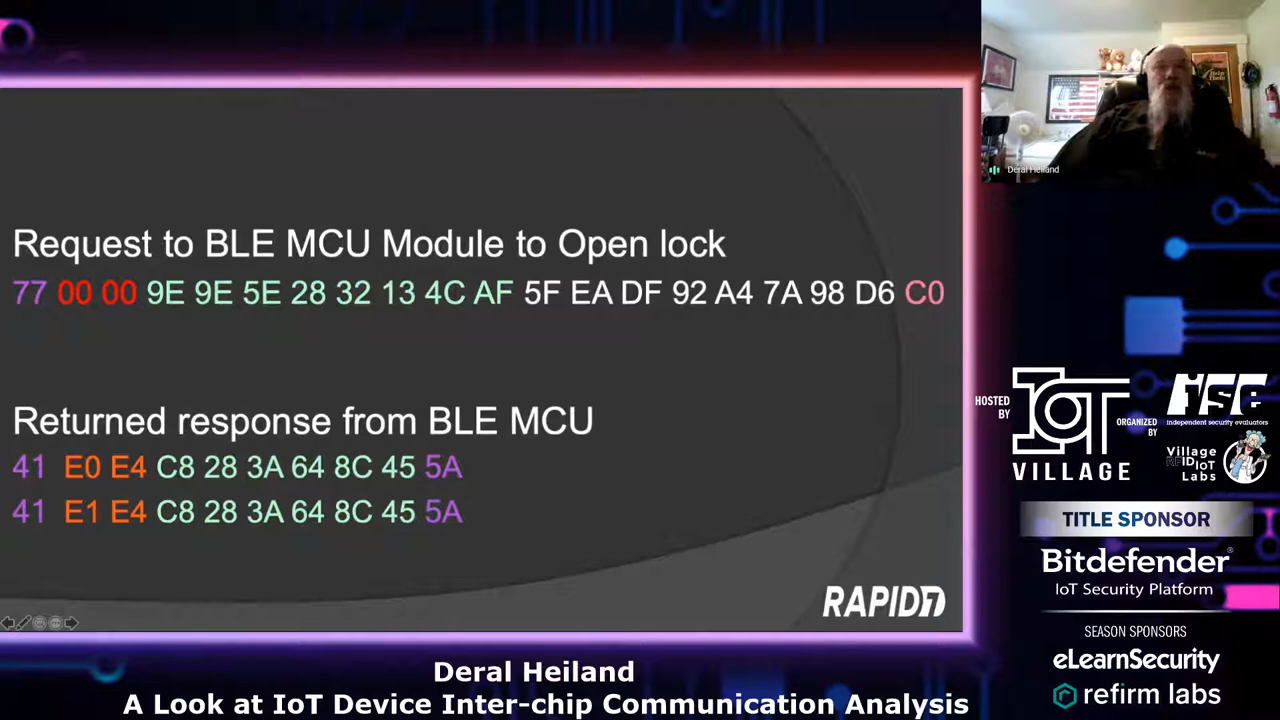 Request to BLE MCU Module to Open lock
77 00 00 9E 9E 5E 28 32 13 4C AF 5F EA DF 92 A4 7A 98 D6 C0
Returned response from BLE MCU
41 E0 E4 C8 28 3A 64 8C 45 5A
41 E1 E4 C8 28 3A 64 8C 45 5A
RAPID7
Deral Heiland
HOSTED BY
IOT
VILLAGE
ORGANIZED BY
ISE
independent security evaluators
Village
RFID IoT
Labs
TITLE SPONSOR
Bitdefender®
IoT Security Platform
SEASON SPONSORS
eLearnSecurity
refirm labs
Deral Heiland
A Look at IoT Device Inter-chip Communication Analysis